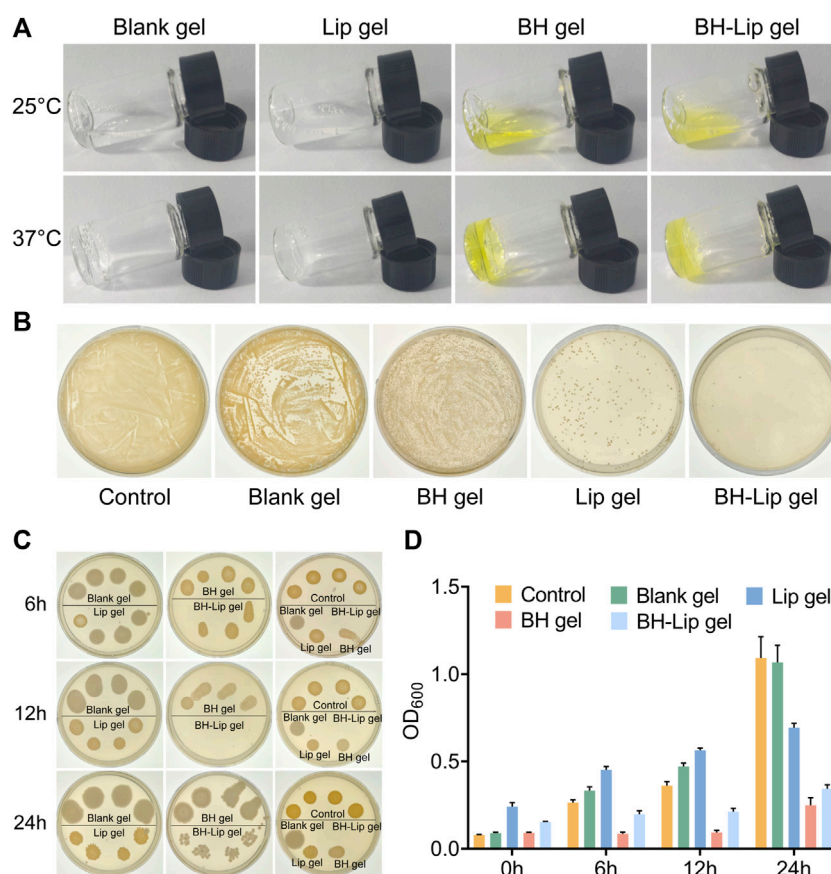 A
Blank gel Lip gel BH gel BH-Lip gel
25°C
37°C
B
Control Blank gel BH gel Lip gel BH-Lip gel
C
6h
Blank gel
Lip gel
BH gel
BH-Lip gel
Control
Blank gel BH-Lip gel
Lip gel BH gel
12h
Blank gel
Lip gel
BH gel
BH-Lip gel
Control
Blank gel BH-Lip gel
Lip gel BH gel
24h
Blank gel
Lip gel
BH gel
BH-Lip gel
Control
Blank gel BH-Lip gel
Lip gel BH gel
D
Control Blank gel Lip gel
BH gel BH-Lip gel
OD600
1.5
1.0
0.5
0.0
0h 6h 12h 24h